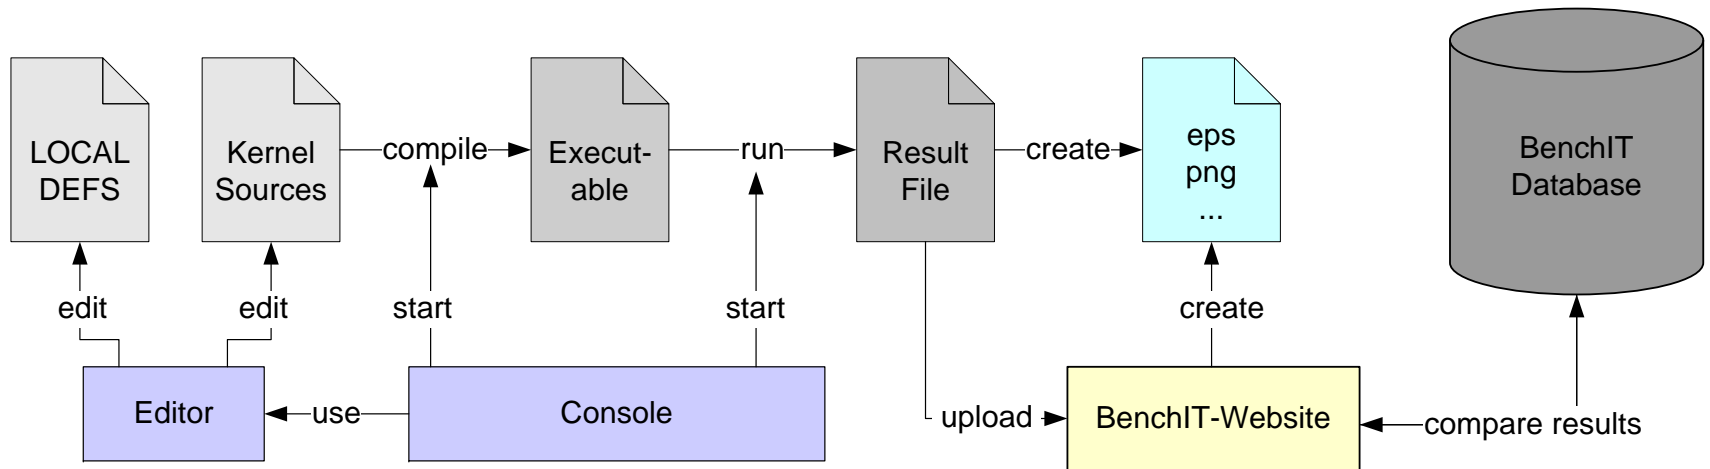 LOCAL
DEFS
Kernel
Sources
compile
Execut-
able
run
Result
File
create
eps
png
...
BenchIT
Database
edit
edit
start
start
create
Editor
use
Console
upload
BenchIT-Website
compare results